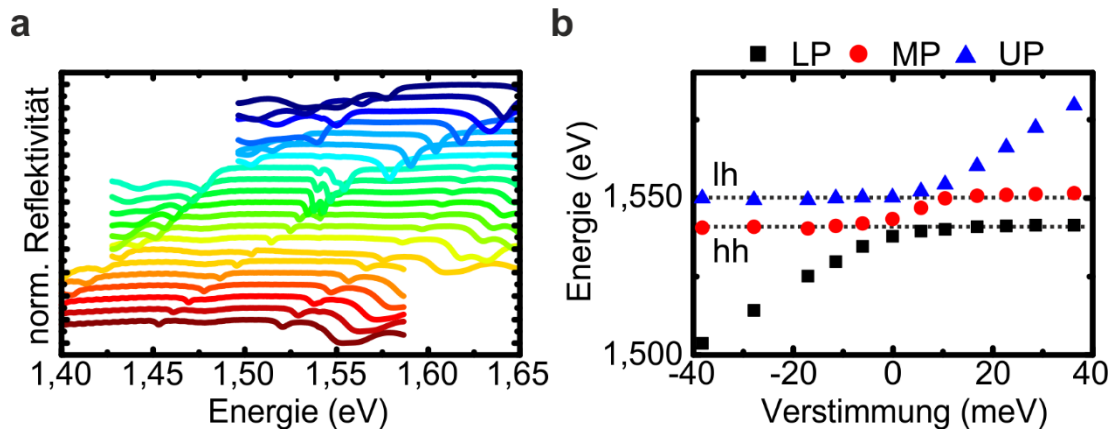 a
norm. Reflektivität
1,40 1,45 1,50 1,55 1,60 1,65
Energie (eV)
b
LP MP UP
Energie (eV)
1,550
1,500
lh
hh
-40 -20 0 20 40
Verstimmung (meV)